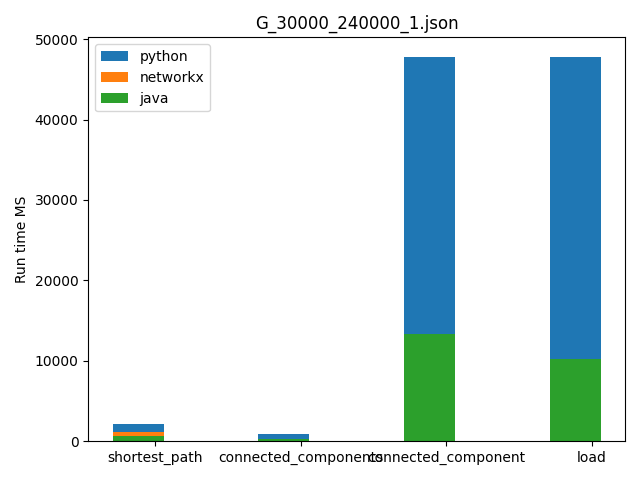 G_30000_240000_1.json
python
networkx
java
Run time MS
50000
40000
30000
20000
10000
0
shortest_path
connected_components
connected_component
load